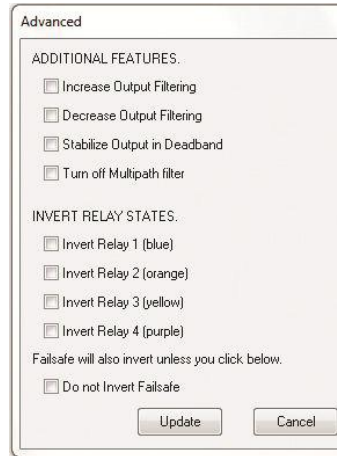 Advanced
ADDITIONAL FEATURES.
Increase Output Filtering
Decrease Output Filtering
Stabilize Output in Deadband
Turn off Multipath filter
INVERT RELAY STATES.
Invert Relay 1 (blue)
Invert Relay 2 (orange)
Invert Relay 3 (yellow)
Invert Relay 4 (purple)
Failsafe will also invert unless you click below.
Do not Invert Failsafe
Update Cancel